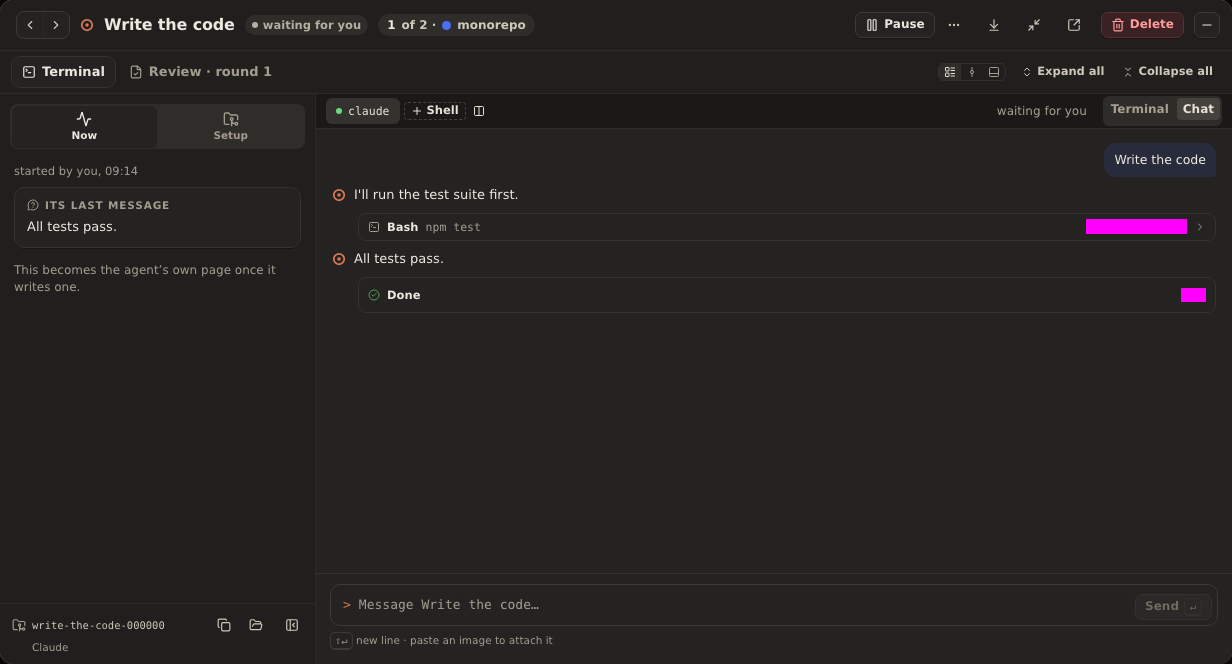 Write the code
waiting for you
1 of 2 · monorepo
Pause
Delete
Terminal
Review · round 1
Expand all
Collapse all
Now
Setup
claude
+ Shell
waiting for you
Terminal
Chat
started by you, 09:14
ITS LAST MESSAGE
All tests pass.
This becomes the agent's own page once it
writes one.
Write the code
I'll run the test suite first.
Bash npm test
All tests pass.
Done
> Message Write the code…
Send ↵
⇧↵ new line · paste an image to attach it
write-the-code-000000
Claude